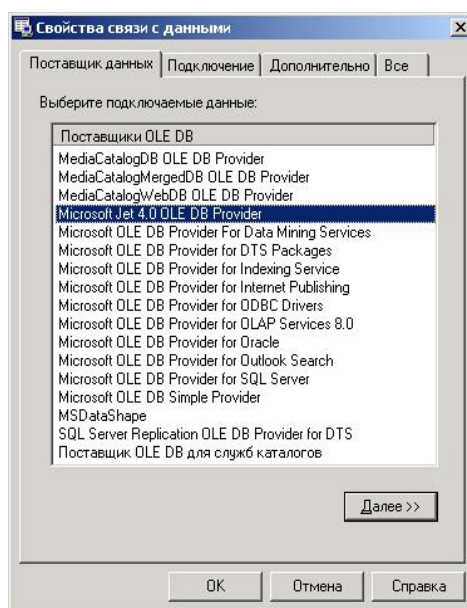 Свойства связи с данными
Поставщик данных Подключение Дополнительно Все
Выберите подключаемые данные:
Поставщики OLE DB
MediaCatalogDB OLE DB Provider
MediaCatalogMergedDB OLE DB Provider
MediaCatalogWebDB OLE DB Provider
Microsoft Jet 4.0 OLE DB Provider
Microsoft OLE DB Provider For Data Mining Services
Microsoft OLE DB Provider for DTS Packages
Microsoft OLE DB Provider for Indexing Service
Microsoft OLE DB Provider for Internet Publishing
Microsoft OLE DB Provider for ODBC Drivers
Microsoft OLE DB Provider for OLAP Services 8.0
Microsoft OLE DB Provider for Oracle
Microsoft OLE DB Provider for Outlook Search
Microsoft OLE DB Provider for SQL Server
Microsoft OLE DB Simple Provider
MSDataShape
SQL Server Replication OLE DB Provider for DTS
Поставщик OLE DB для служб каталогов
Далее >>
OK Отмена Справка